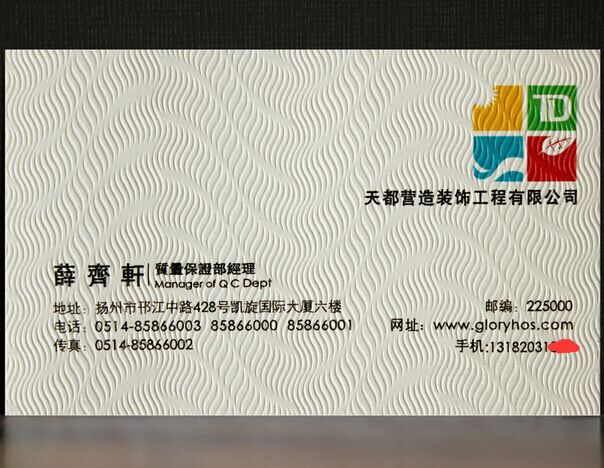 TD
天都营造装饰工程有限公司
薛齊軒 質量保證部經理
Manager of Q C Dept
地址：扬州市邗江中路428号凯旋国际大厦六楼
邮编：225000
电话：0514-85866003 85866000 85866001
网址：www.gloryhos.com
传真：0514-85866002
手机:13182031